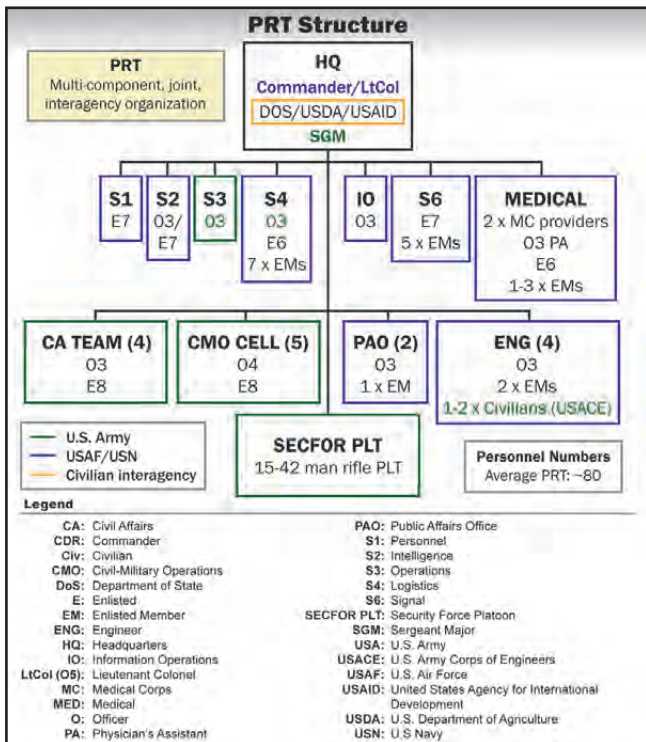 PRT Structure
PRT
Multi-component, joint,
interagency organization
HQ
Commander/LtCol
DOS/USDA/USAID
SGM
S1
E7
S2
O3/
E7
S3
O3
S4
O3
E6
7 x EMs
IO
O3
S6
E7
5 x EMs
MEDICAL
2 x MC providers
O3 PA
E6
1-3 x EMs
CA TEAM (4)
O3
E8
CMO CELL (5)
O4
E8
PAO (2)
O3
1 x EM
ENG (4)
O3
2 x EMs
1-2 x Civilians (USACE)
U.S. Army
USAF/USN
Civilian interagency
SECFOR PLT
15-42 man rifle PLT
Personnel Numbers
Average PRT: ~80
Legend
CA: Civil Affairs
CDR: Commander
Civ: Civilian
CMO: Civil-Military Operations
DoS: Department of State
E: Enlisted
EM: Enlisted Member
ENG: Engineer
HQ: Headquarters
IO: Information Operations
LtCol (O5): Lieutenant Colonel
MC: Medical Corps
MED: Medical
O: Officer
PA: Physician's Assistant
PAO: Public Affairs Office
S1: Personnel
S2: Intelligence
S3: Operations
S4: Logistics
S6: Signal
SECFOR PLT: Security Force Platoon
SGM: Sergeant Major
USA: U.S. Army
USACE: U.S. Army Corps of Engineers
USAF: U.S. Air Force
USAID: United States Agency for International
Development
USDA: U.S. Department of Agriculture
USN: U.S Navy